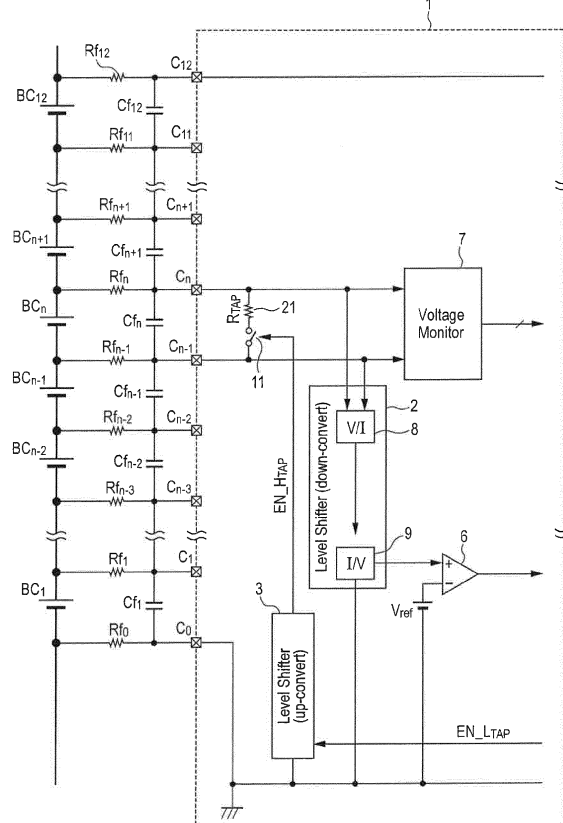 1
Rf12
C12
BC12
Cf12
Rf11
C11
Rfn+1
Cn+1
BCn+1
Cfn+1
7
Rfn
Cn
RTAP
21
Voltage
Monitor
BCn
Cfn
Rfn-1
Cn-1
11
BCn-1
Cfn-1
2
Rfn-2
Cn-2
V/I
8
EN_HTAP
Level Shifter (down-convert)
BCn-2
Cfn-2
Rfn-3
Cn-3
9
6
Rf1
C1
I/V
+
−
BC1
Cf1
3
Vref
Rf0
C0
Level Shifter
(up-convert)
EN_LTAP